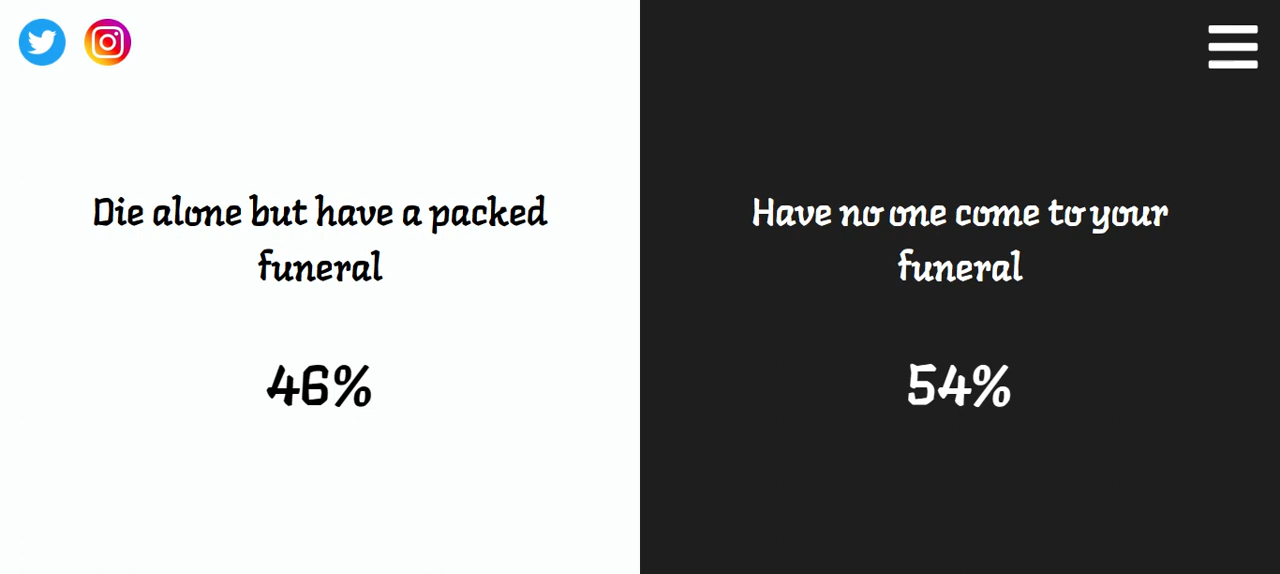 Die alone but have a packed
funeral
46%
Have no one come to your
funeral
54%